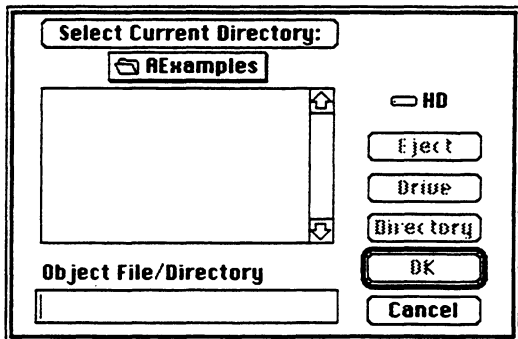 Select Current Directory:
AExamples
HD
Eject
Drive
Directory
OK
Object File/Directory
Cancel